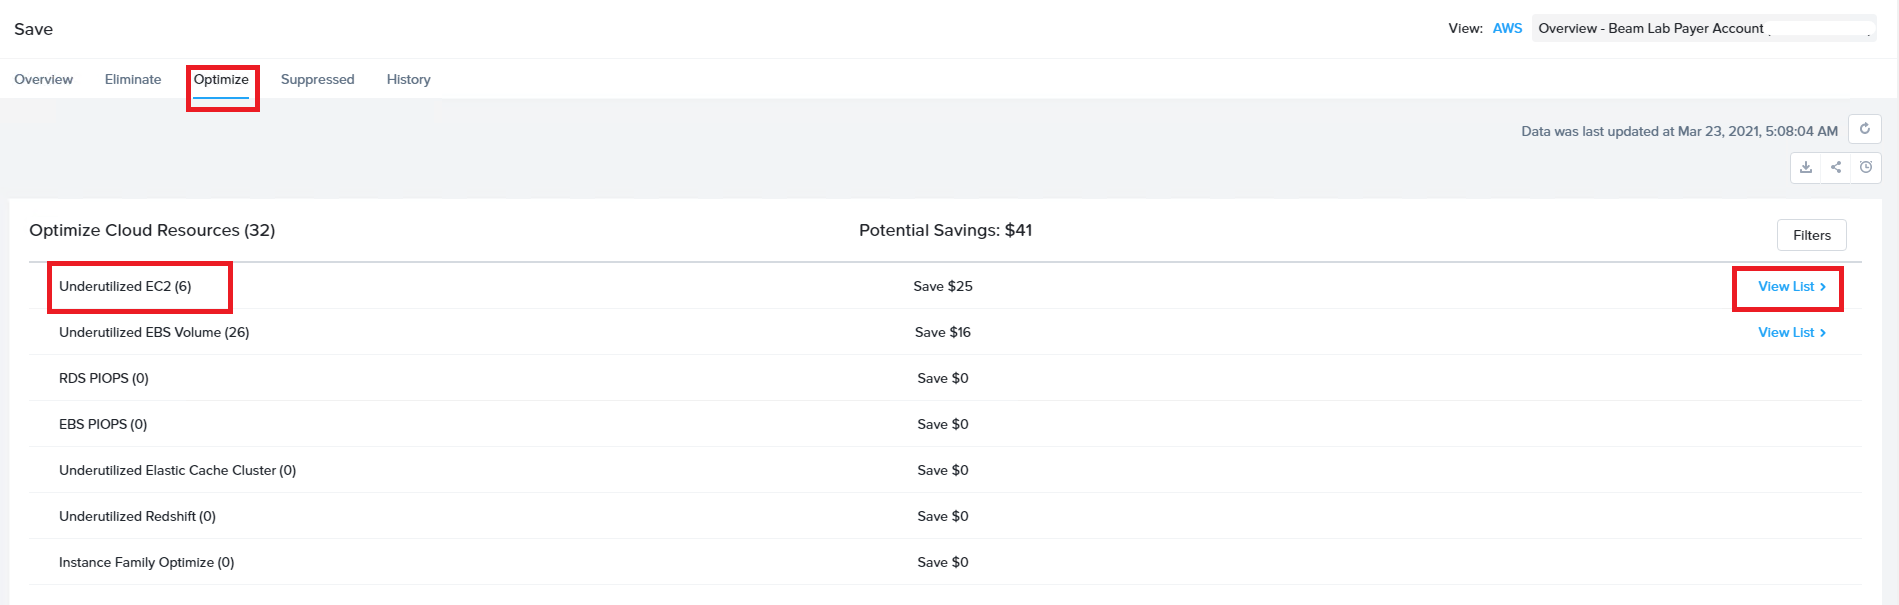 Save
View: AWS Overview - Beam Lab Payer Account
Overview Eliminate Optimize Suppressed History
Data was last updated at Mar 23, 2021, 5:08:04 AM
Optimize Cloud Resources (32) Potential Savings: $41 Filters
Underutilized EC2 (6) Save $25 View List >
Underutilized EBS Volume (26) Save $16 View List >
RDS PIOPS (0) Save $0
EBS PIOPS (0) Save $0
Underutilized Elastic Cache Cluster (0) Save $0
Underutilized Redshift (0) Save $0
Instance Family Optimize (0) Save $0